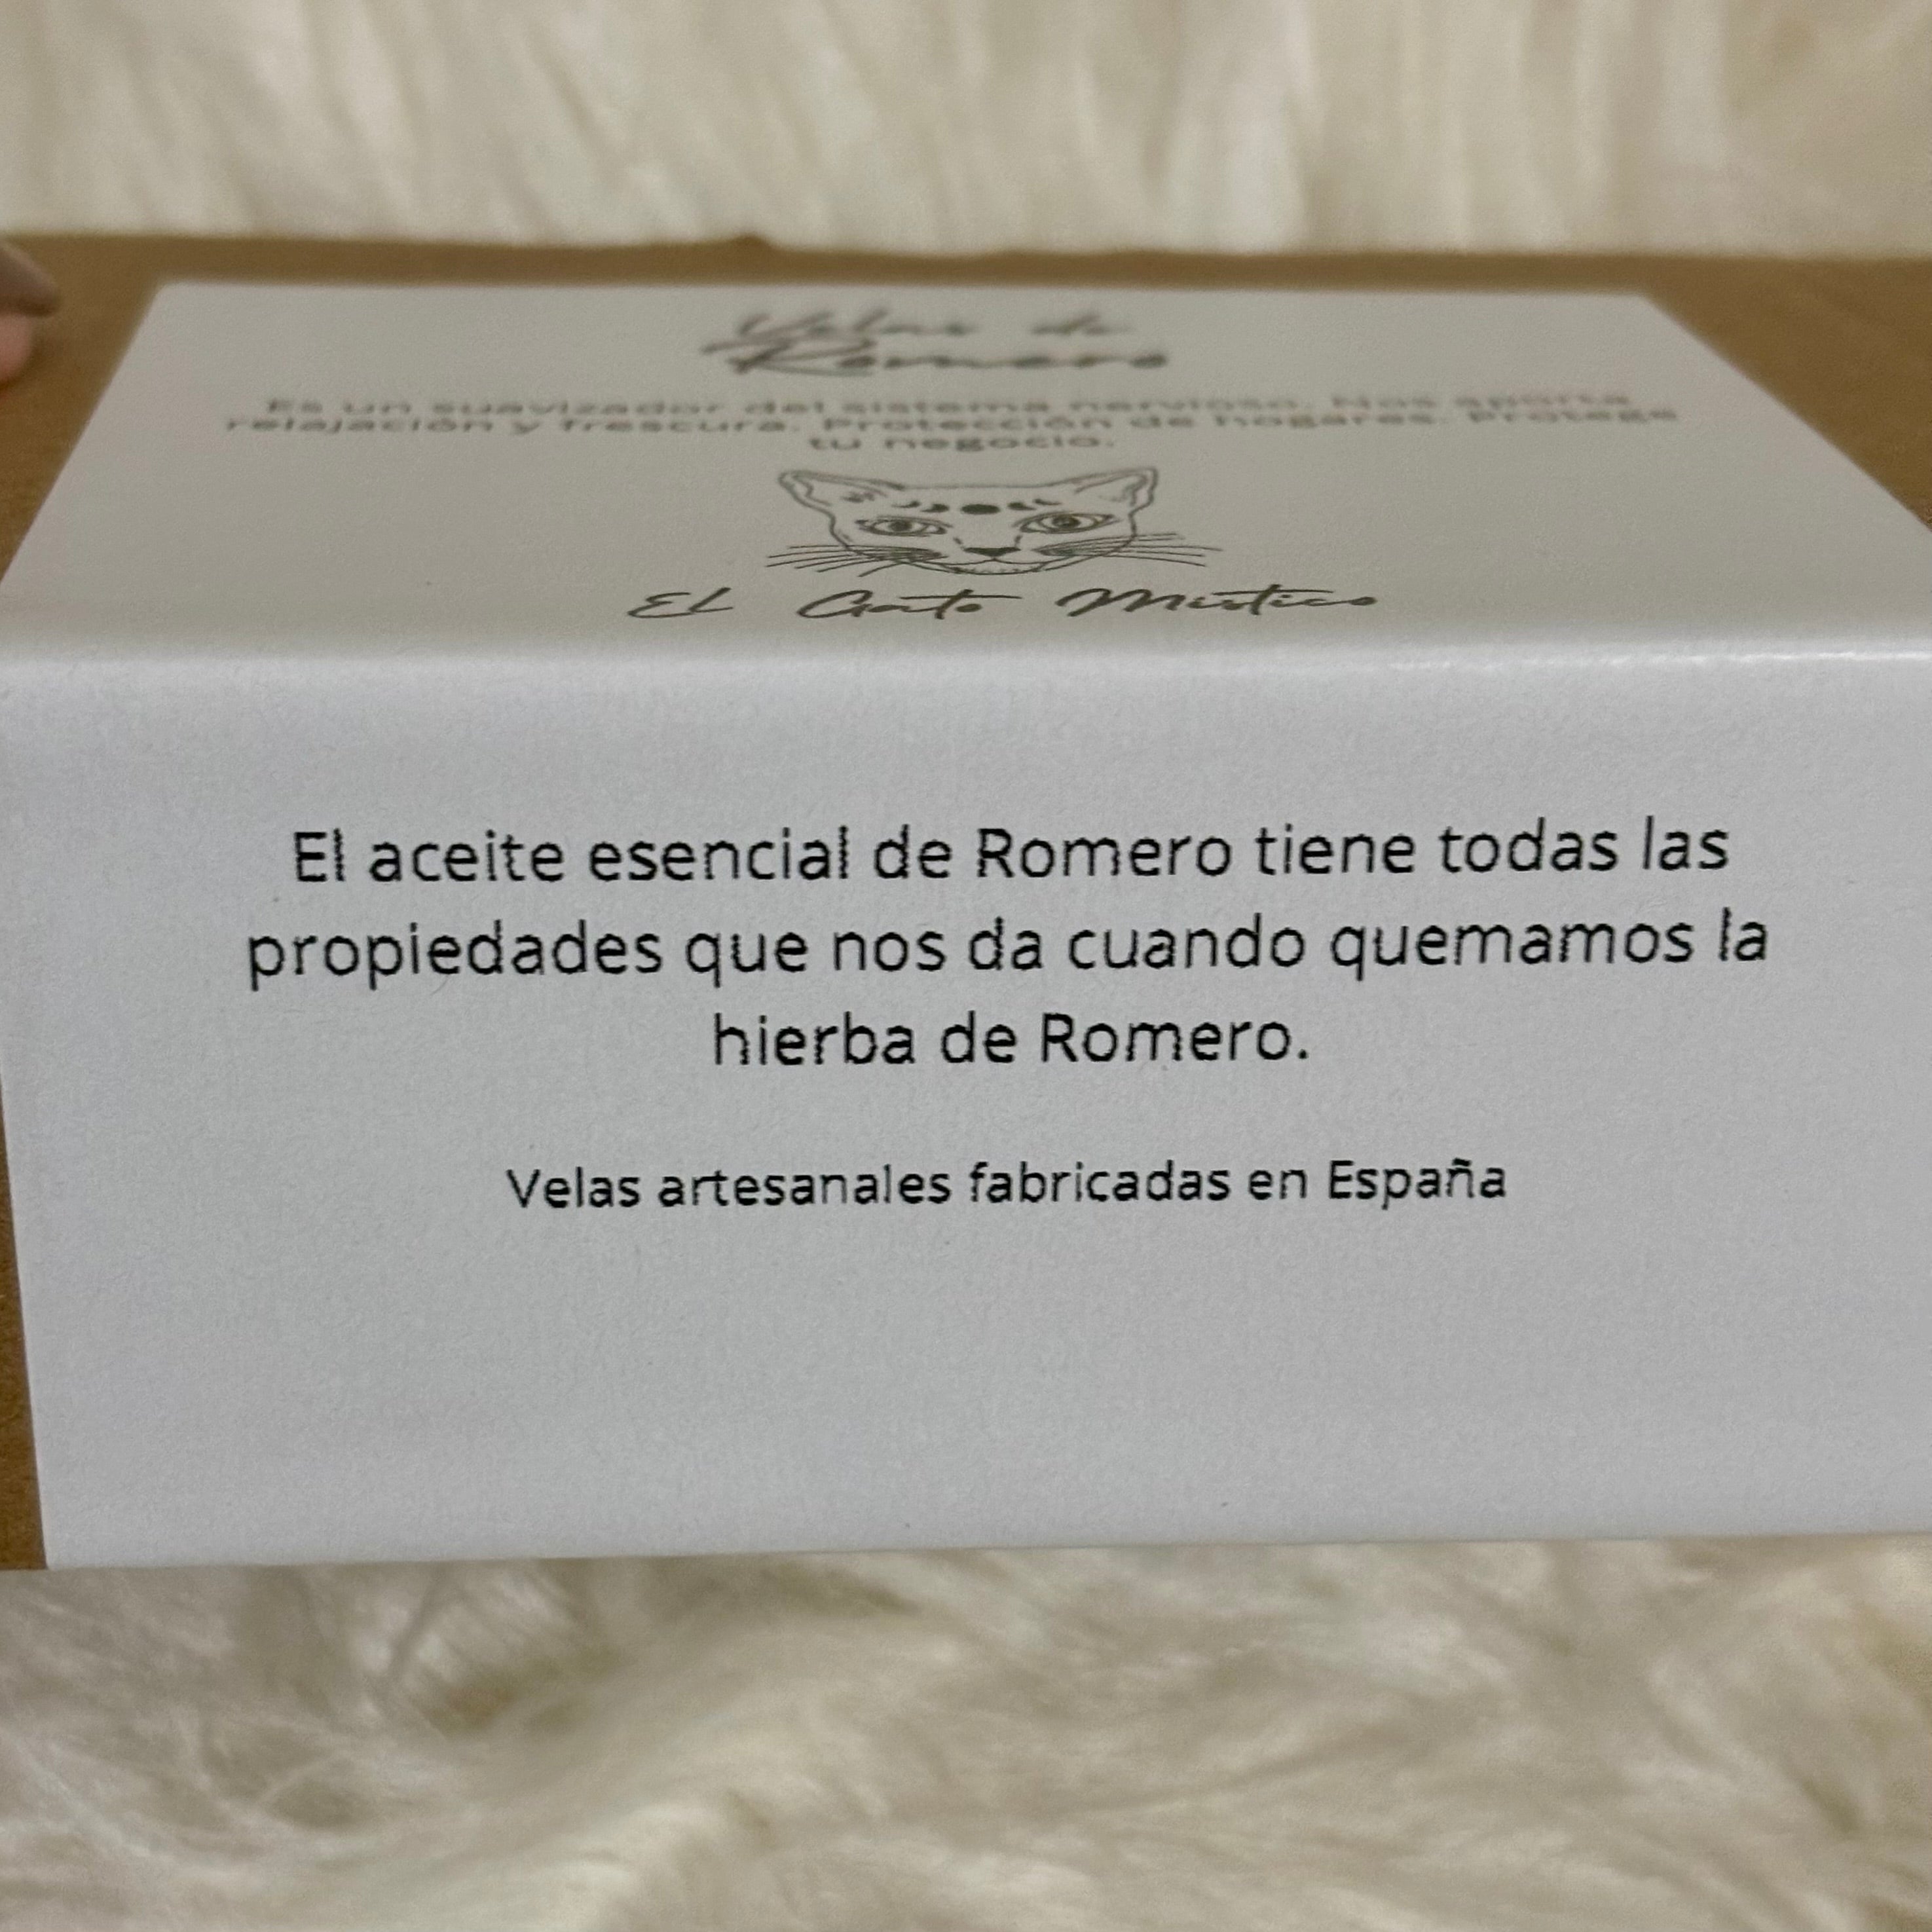 Velas de
Romero
Es un suavizador del sistema nervioso. Nos aporta
relajación y frescura. Protección de hogares. Protege
tu negocio.
El Gato Mistico
El aceite esencial de Romero tiene todas las
propiedades que nos da cuando quemamos la
hierba de Romero.
Velas artesanales fabricadas en España